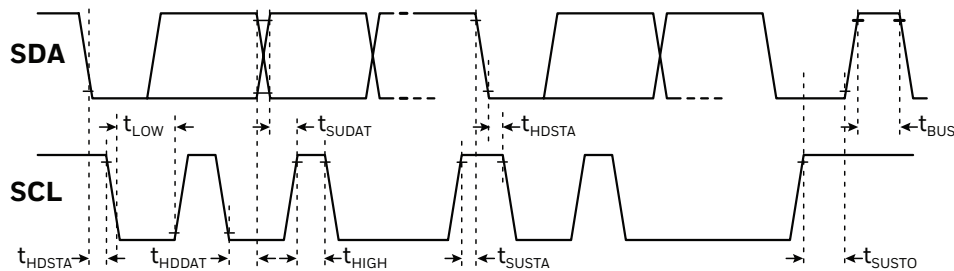 SDA
tLOW tSUDAT tHDSTA tBUS
SCL
tHDSTA tHDDAT tHIGH tSUSTA tSUSTO